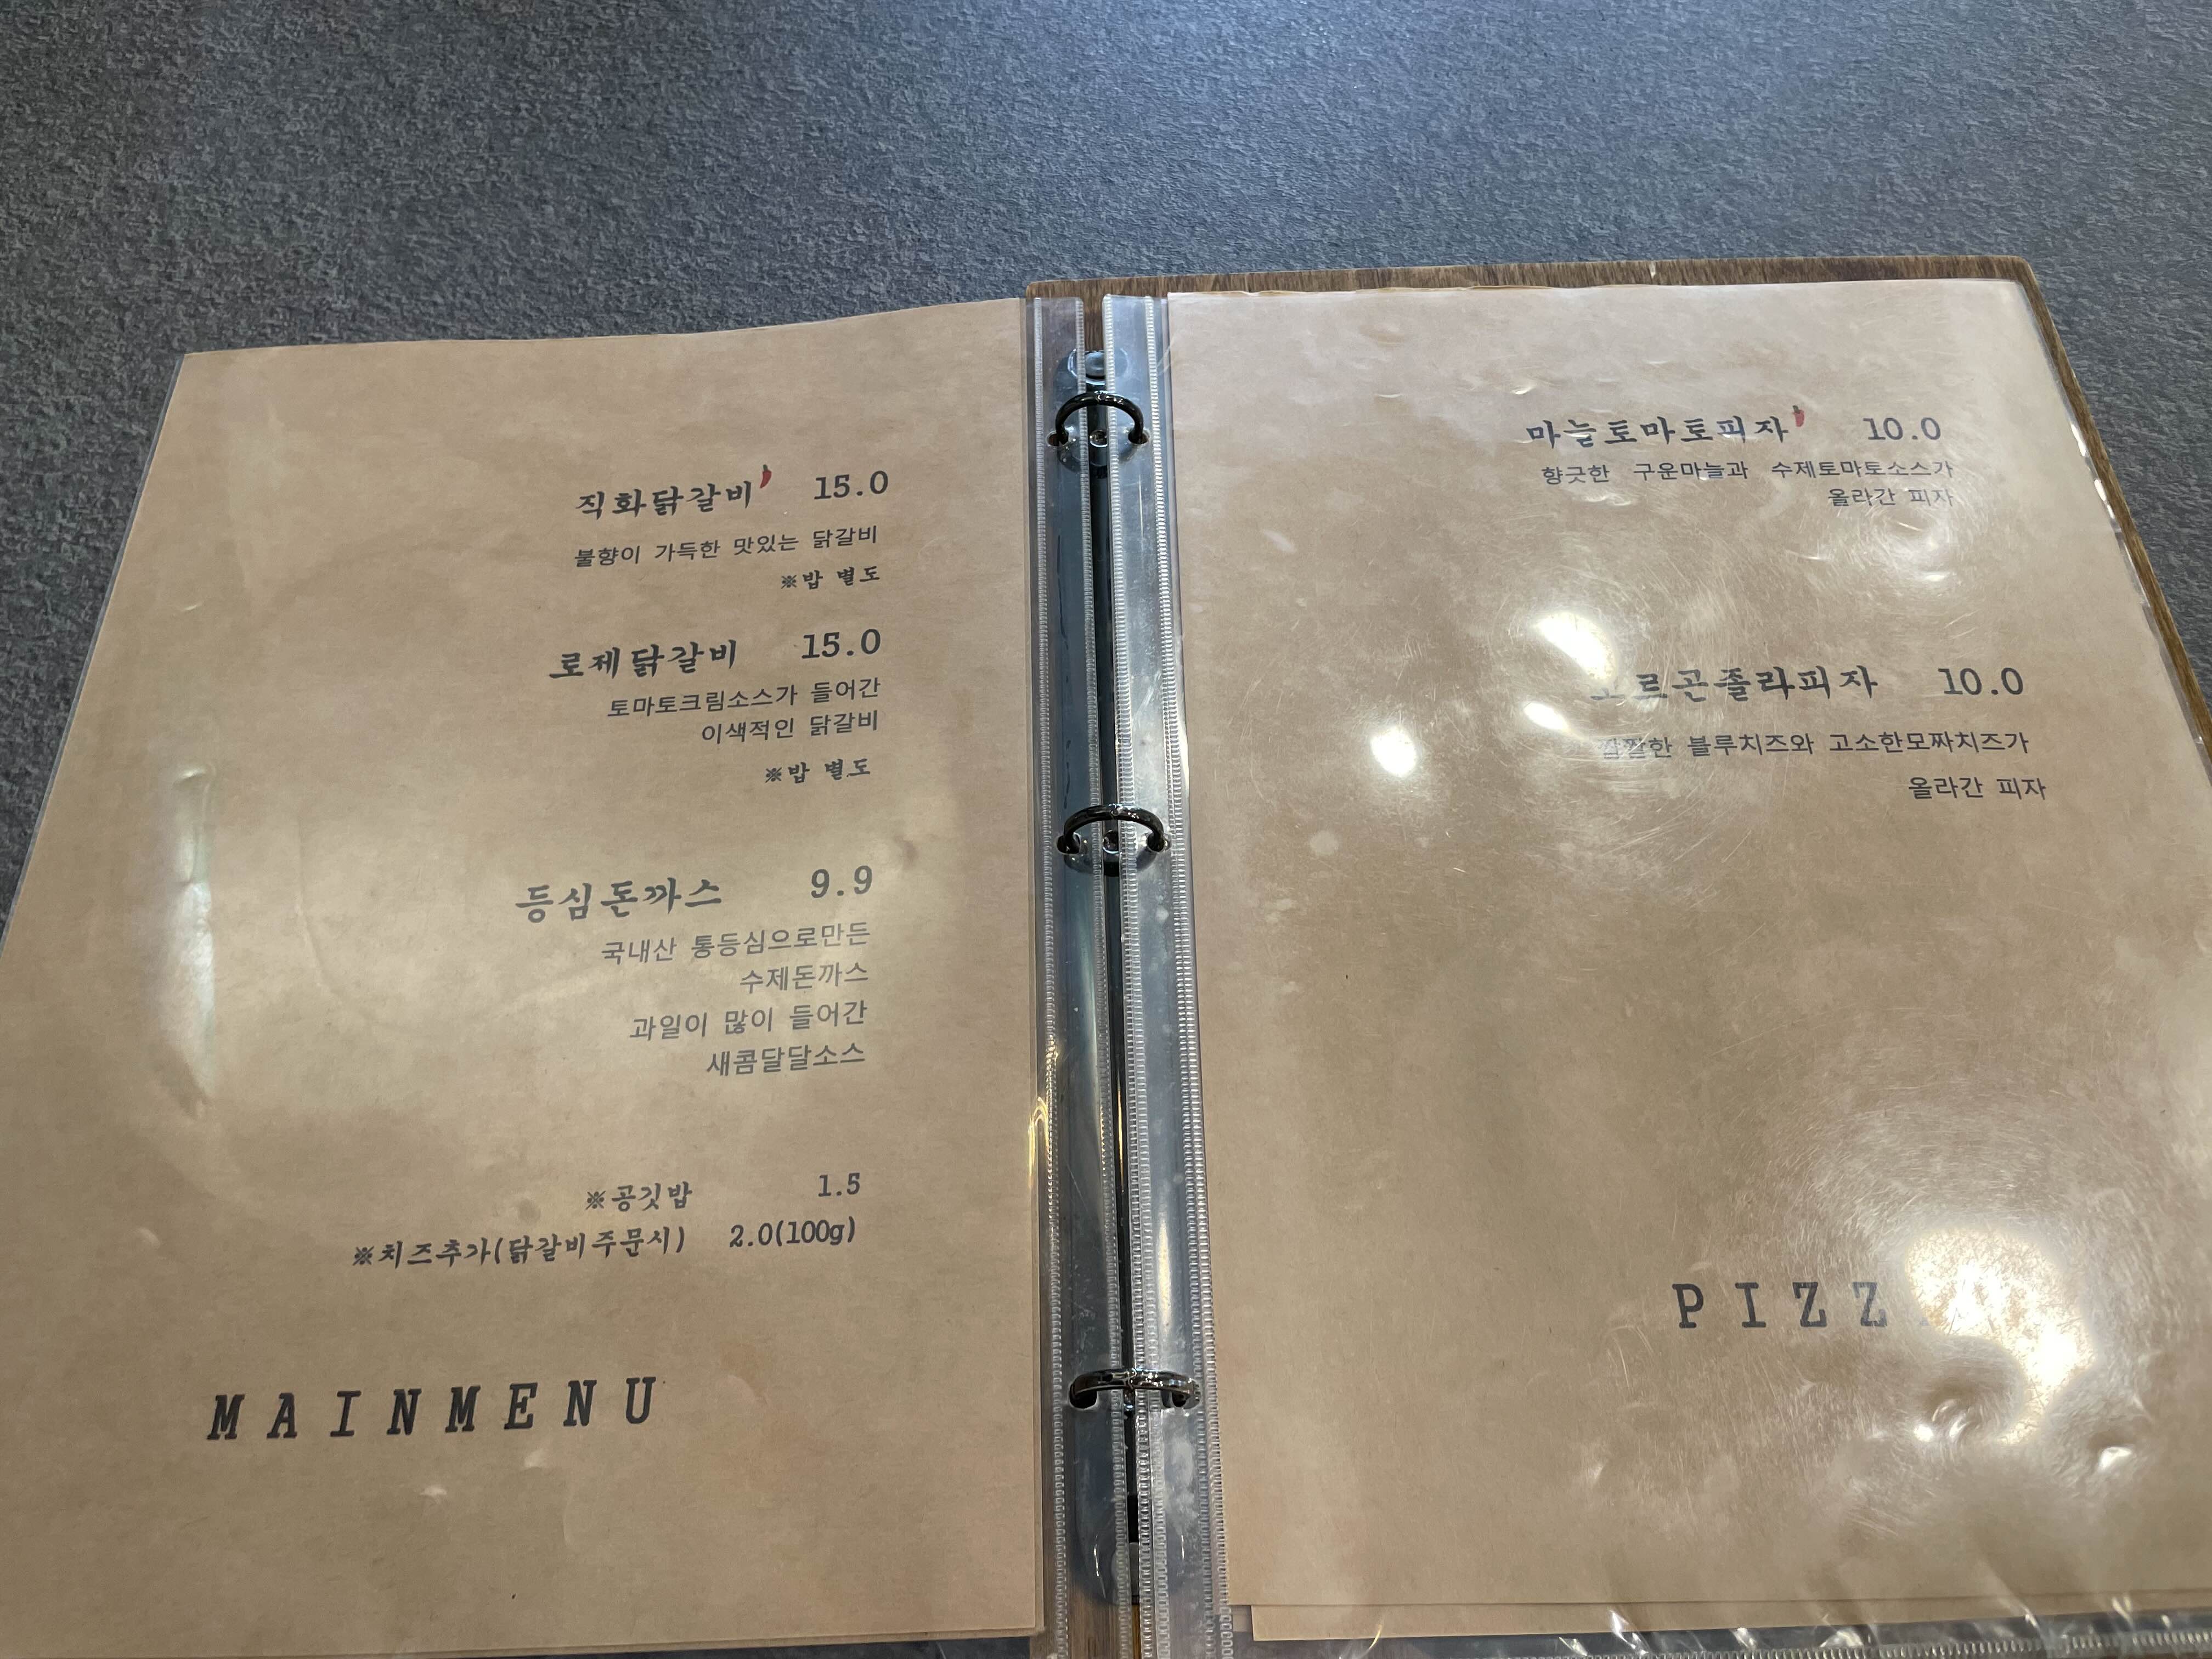 직화닭갈비 15.0
불향이 가득한 맛있는 닭갈비
※밥 별도
로제닭갈비 15.0
토마토크림소스가 들어간
이색적인 닭갈비
※밥 별도
등심돈까스 9.9
국내산 통등심으로만든
수제돈까스
과일이 많이 들어간
새콤달달소스
※공깃밥 1.5
※치즈추가(닭갈비주문시) 2.0(100g)
MAINMENU
마늘토마토피자 10.0
향긋한 구운마늘과 수제토마토소스가
올라간 피자
고르곤졸라피자 10.0
짭짤한 블루치즈와 고소한모짜치즈가
올라간 피자
PIZZ